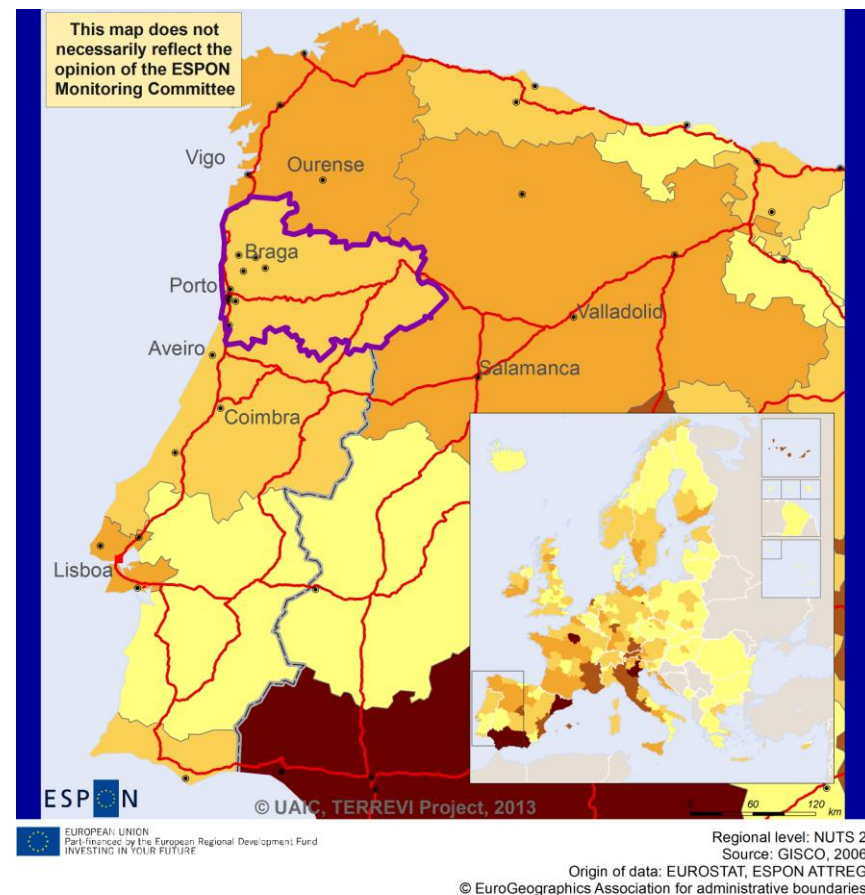 This map does not
necessarily reflect the
opinion of the ESPON
Monitoring Committee
Vigo
Ourense
Braga
Porto
Valladolid
Aveiro
Salamanca
Coimbra
Lisboa
ESPON
© UAIC, TERREVI Project, 2013
0 60 120
km
EUROPEAN UNION
Part-financed by the European Regional Development Fund
INVESTING IN YOUR FUTURE
Regional level: NUTS 2
Source: GISCO, 2006
Origin of data: EUROSTAT, ESPON ATTREG
© EuroGeographics Association for administrative boundaries